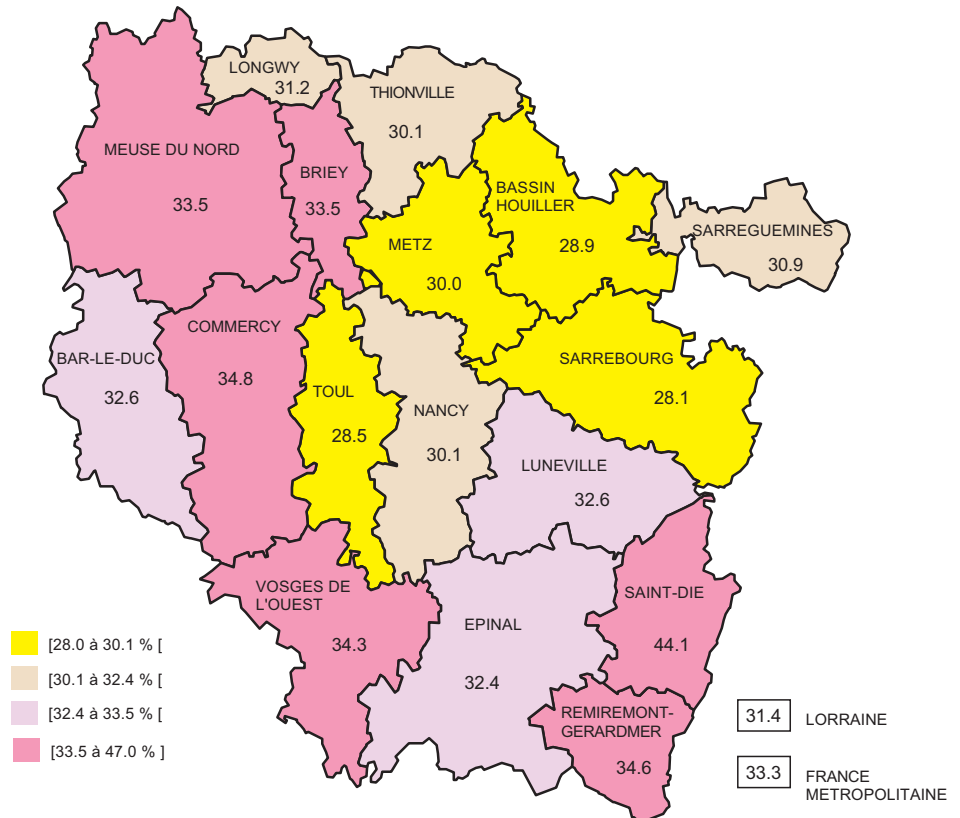 LONGWY
31.2
THIONVILLE
30.1
MEUSE DU NORD
33.5
BRIEY
33.5
BASSIN
HOUILLER
28.9
METZ
30.0
SARREGUEMINES
30.9
COMMERCY
34.8
BAR-LE-DUC
32.6
TOUL
28.5
NANCY
30.1
SARREBOURG
28.1
LUNEVILLE
32.6
VOSGES DE
L'OUEST
34.3
EPINAL
32.4
SAINT-DIE
44.1
REMIREMONT-
GERARDMER
34.6
[28.0 à 30.1 % [
[30.1 à 32.4 % [
[32.4 à 33.5 % [
[33.5 à 47.0 % ]
31.4 LORRAINE
33.3 FRANCE
METROPOLITAINE